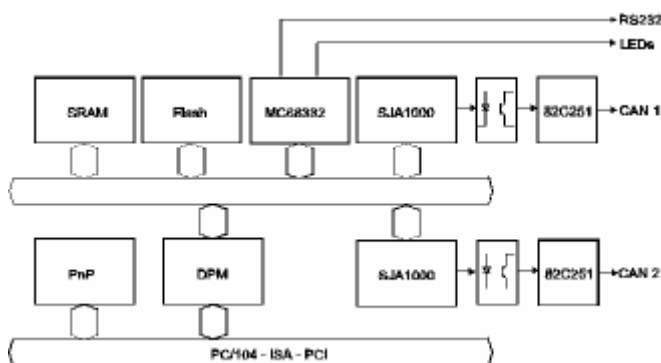 RS232
LEDs
SRAM
Flash
MC68332
SJA1000
82C251
CAN 1
PnP
DPM
SJA1000
82C251
CAN 2
PC/104 - ISA - PCI